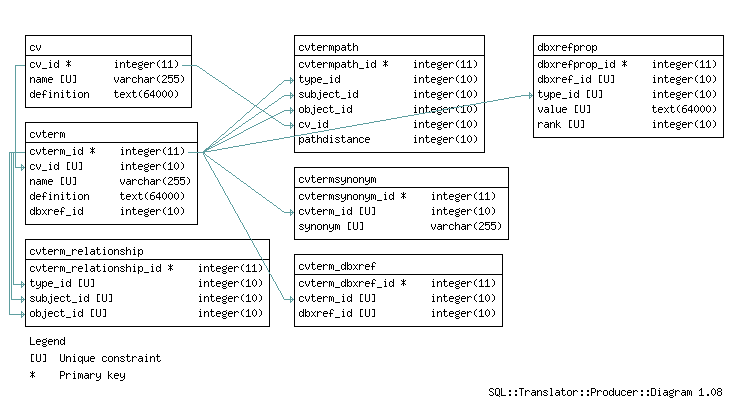 cv
cv_id * integer(11)
name [U] varchar(255)
definition text(64000)
cvterm
cvterm_id * integer(11)
cv_id [U] integer(10)
name [U] varchar(255)
definition text(64000)
dbxref_id integer(10)
cvterm_relationship
cvterm_relationship_id * integer(11)
type_id [U] integer(10)
subject_id [U] integer(10)
object_id [U] integer(10)
cvtermpath
cvtermpath_id * integer(11)
type_id integer(10)
subject_id integer(10)
object_id integer(10)
cv_id integer(10)
pathdistance integer(10)
cvtermsynonym
cvtermsynonym_id * integer(11)
cvterm_id [U] integer(10)
synonym [U] varchar(255)
cvterm_dbxref
cvterm_dbxref_id * integer(11)
cvterm_id [U] integer(10)
dbxref_id [U] integer(10)
dbxrefprop
dbxrefprop_id * integer(11)
dbxref_id [U] integer(10)
type_id [U] integer(10)
value [U] text(64000)
rank [U] integer(10)
Legend
[U] Unique constraint
* Primary key
SQL::Translator::Producer::Diagram 1.08